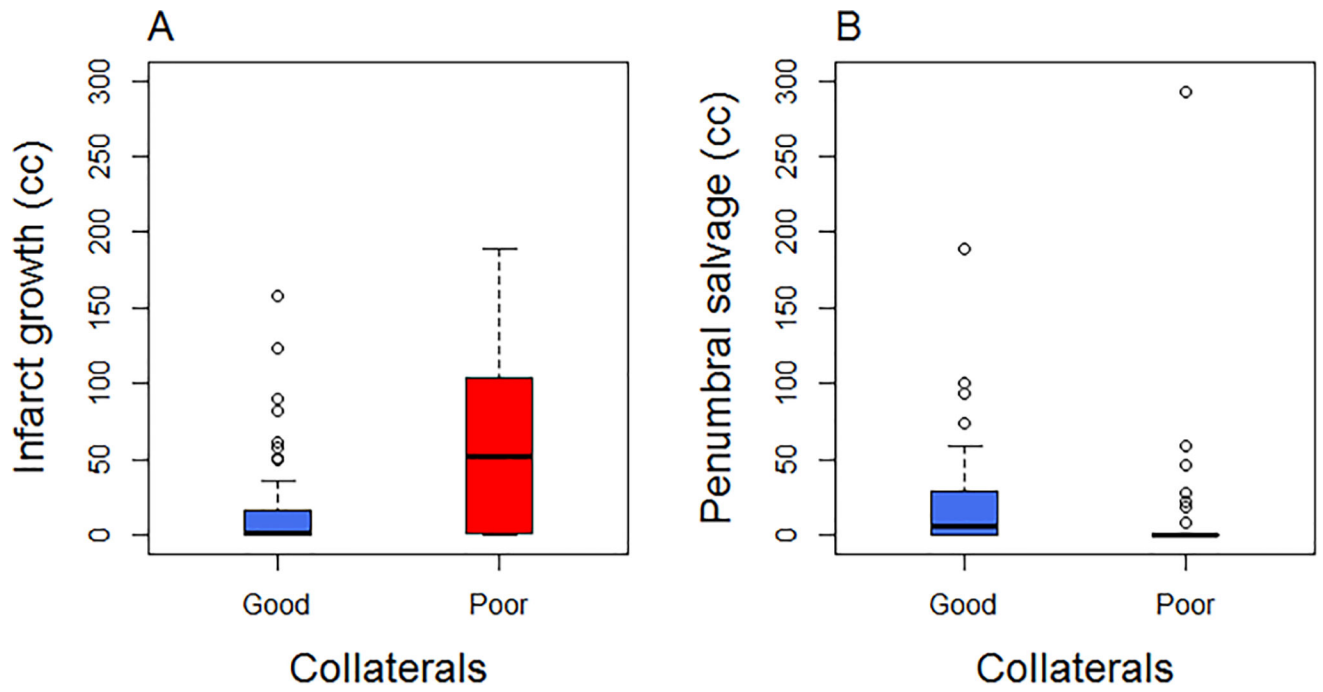 A
Infarct growth (cc)
300
250
200
150
100
50
0
Good Poor
Collaterals
B
Penumbral salvage (cc)
300
250
200
150
100
50
0
Good Poor
Collaterals